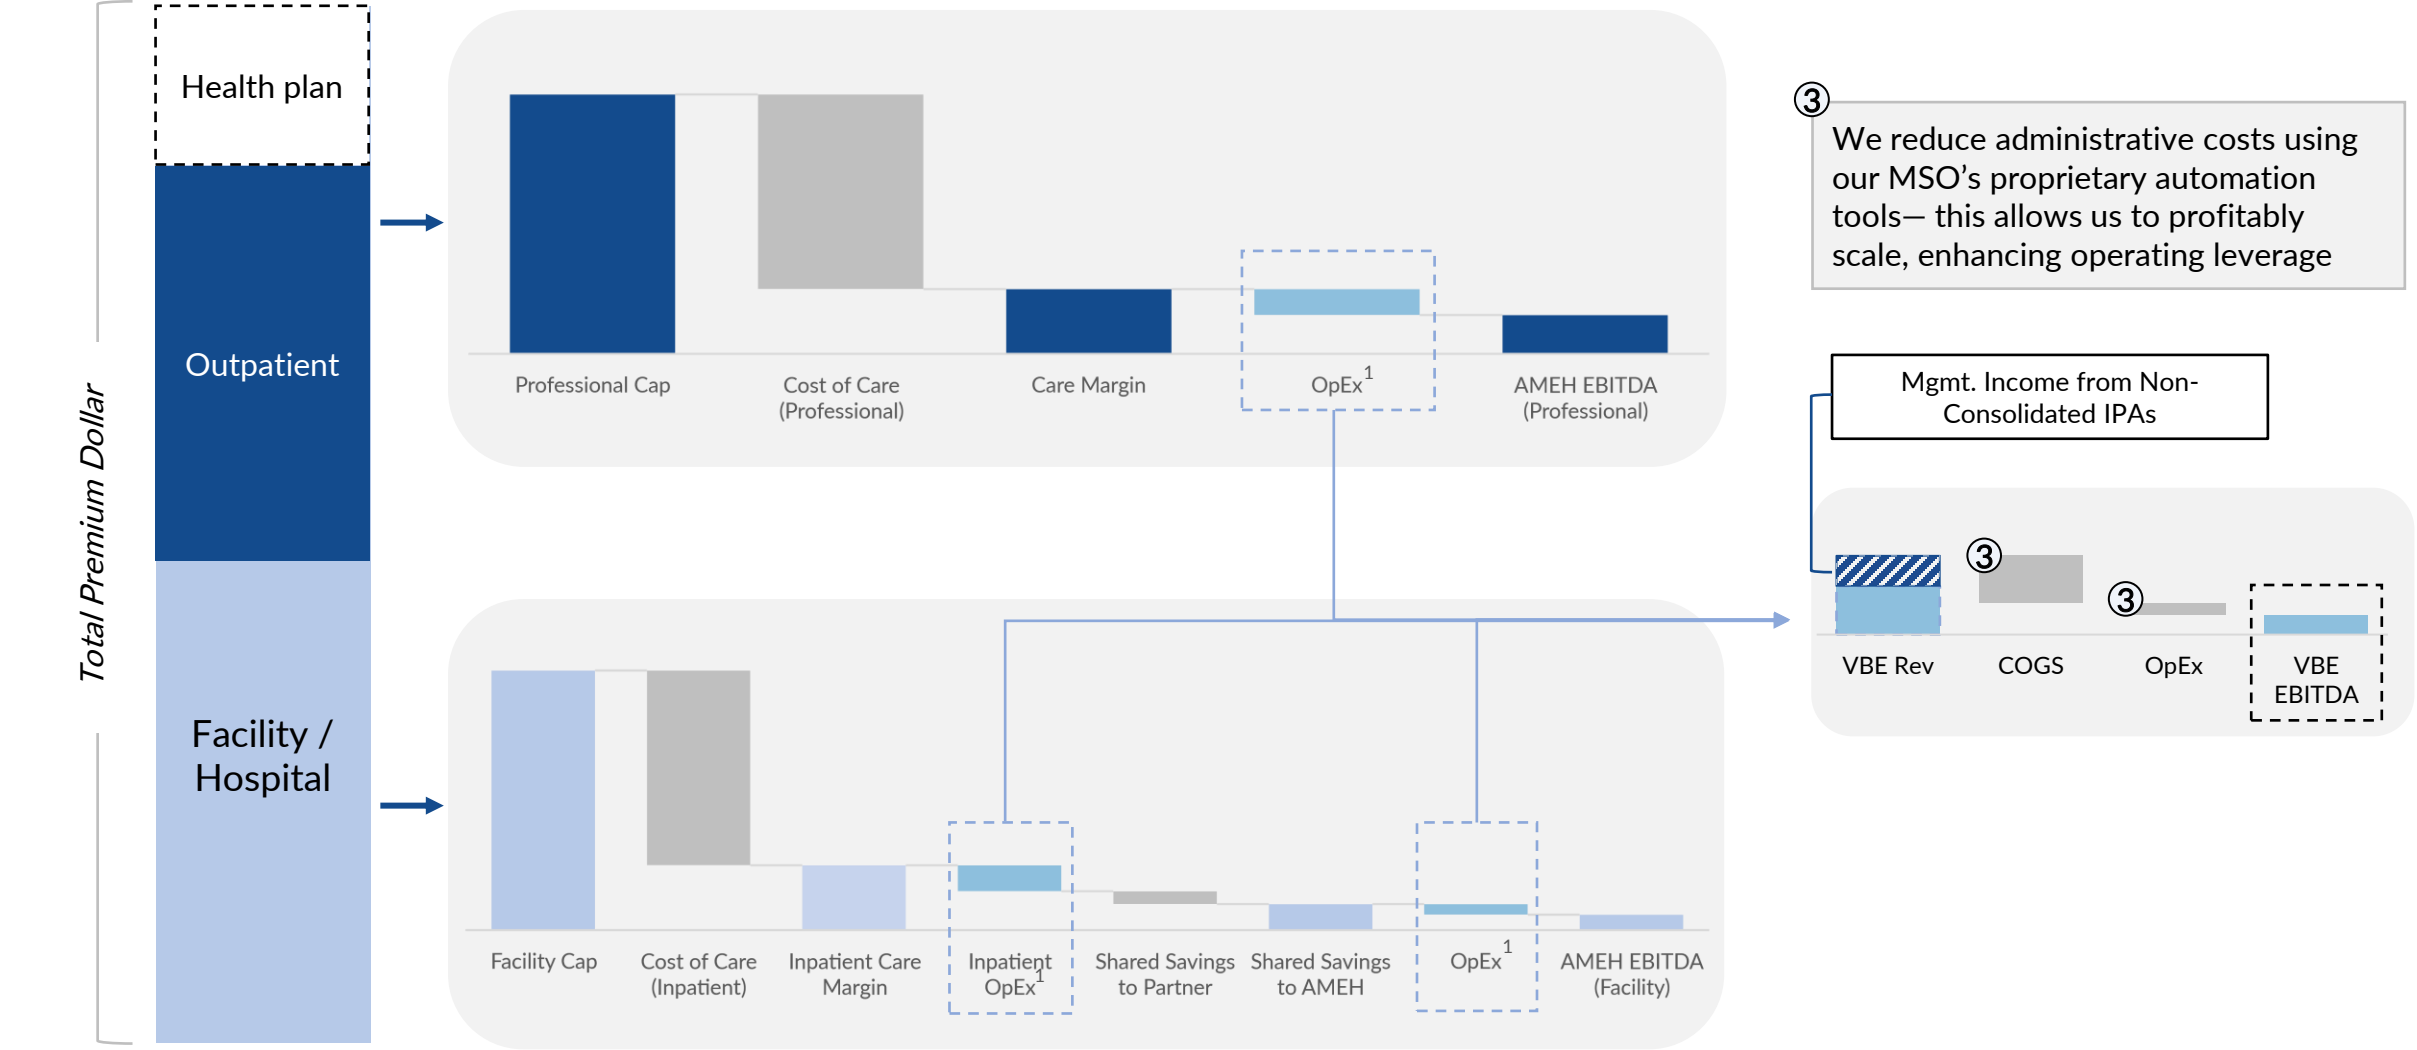 Total Premium Dollar
Health plan
Outpatient
Facility /
Hospital
Professional Cap
Cost of Care
(Professional)
Care Margin
OpEx1
AMEH EBITDA
(Professional)
Facility Cap
Cost of Care
(Inpatient)
Inpatient Care
Margin
Inpatient
OpEx1
Shared Savings
to Partner
Shared Savings
to AMEH
OpEx1
AMEH EBITDA
(Facility)
3
We reduce administrative costs using
our MSO’s proprietary automation
tools— this allows us to profitably
scale, enhancing operating leverage
Mgmt. Income from Non-
Consolidated IPAs
3
3
VBE Rev
COGS
OpEx
VBE
EBITDA